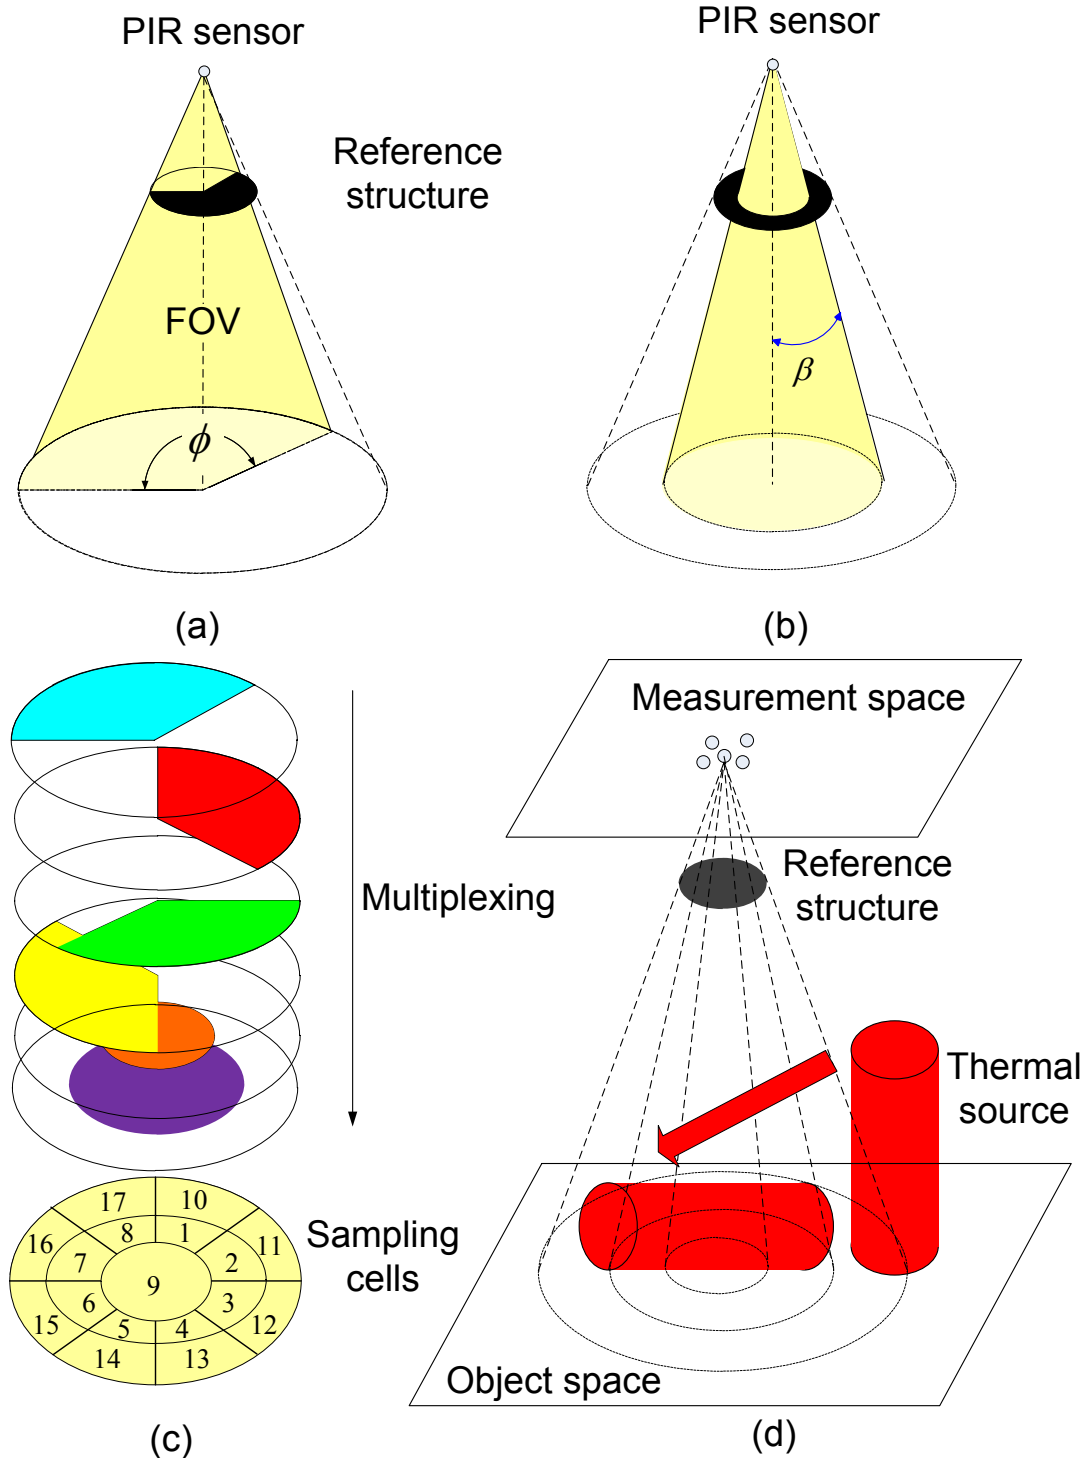 PIR sensor
PIR sensor
Reference
structure
FOV
ϕ
β
(a)
(b)
Measurement space
Multiplexing
Reference
structure
Thermal
source
17 10
16 8 1 11
7 2
9
6 3
15 5 4 12
14 13
Sampling
cells
Object space
(c)
(d)